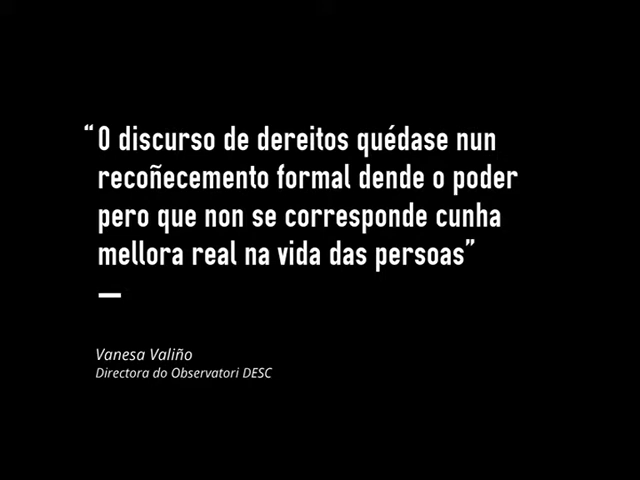 “O discurso de dereitos quédase nun
recoñecemento formal dende o poder
pero que non se corresponde cunha
mellora real na vida das persoas”
Vanesa Valiño
Directora do Observatori DESC